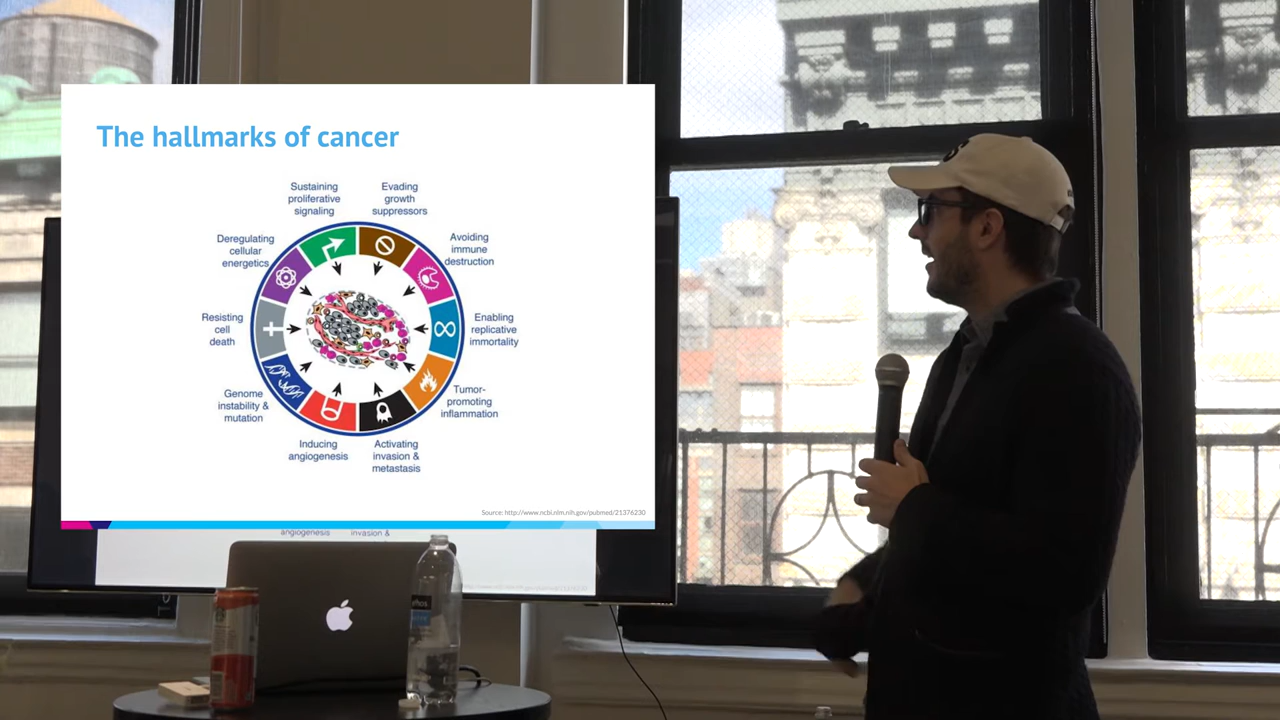 The hallmarks of cancer
Sustaining
proliferative
signaling
Evading
growth
suppressors
Deregulating
cellular
energetics
Avoiding
immune
destruction
Resisting
cell
death
Enabling
replicative
immortality
Genome
instability &
mutation
Tumor-
promoting
inflammation
Inducing
angiogenesis
Activating
invasion &
metastasis
Source: http://www.ncbi.nlm.nih.gov/pubmed/21376230
angiogenesis
invasion &